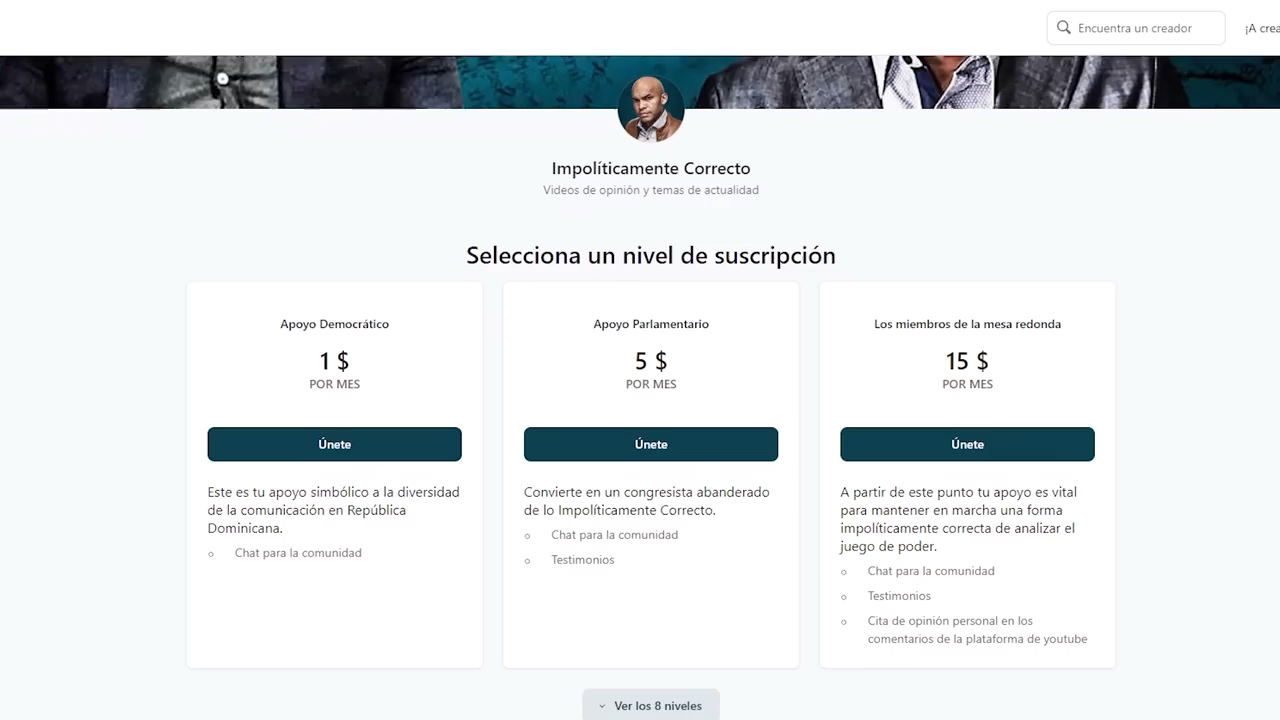 Encuentra un creador
Impolíticamente Correcto
Videos de opinión y temas de actualidad
Selecciona un nivel de suscripción
Apoyo Democrático
1 $
POR MES
Únete
Este es tu apoyo simbólico a la diversidad
de la comunicación en República
Dominicana.
Chat para la comunidad
Apoyo Parlamentario
5 $
POR MES
Únete
Convierte en un congresista abanderado
de lo Impolíticamente Correcto.
Chat para la comunidad
Testimonios
Los miembros de la mesa redonda
15 $
POR MES
Únete
A partir de este punto tu apoyo es vital
para mantener en marcha una forma
impolíticamente correcta de analizar el
juego de poder.
Chat para la comunidad
Testimonios
Cita de opinión personal en los
comentarios de la plataforma de youtube
Ver los 8 niveles